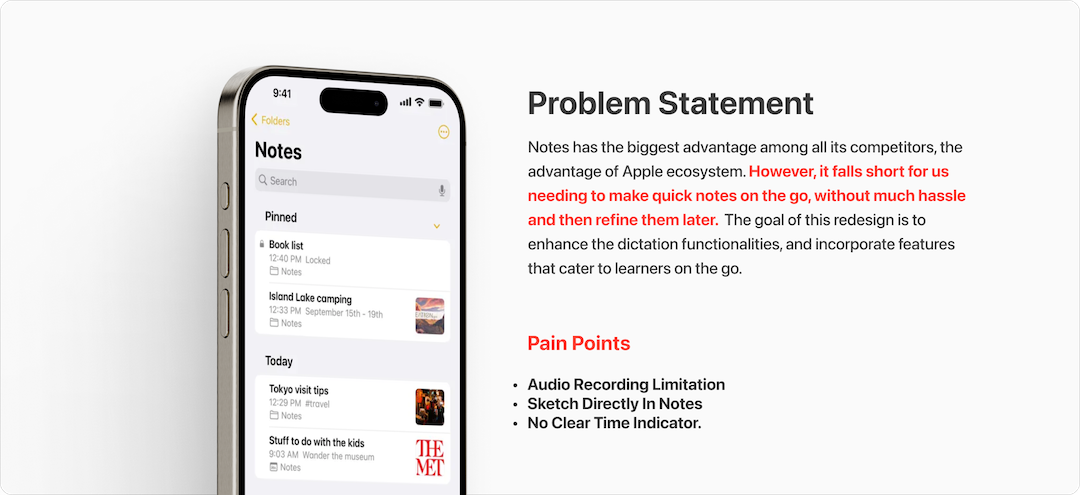 9:41
Folders
Notes
Search
Pinned
Book list
12:40 PM Locked
Notes
Island Lake camping
12:33 PM September 15th - 19th
Notes
Today
Tokyo visit tips
12:29 PM #travel
Notes
Stuff to do with the kids
9:03 AM Wander the museum
Notes
THE
MET
Problem Statement
Notes has the biggest advantage among all its competitors, the
advantage of Apple ecosystem. However, it falls short for us
needing to make quick notes on the go, without much hassle
and then refine them later. The goal of this redesign is to
enhance the dictation functionalities, and incorporate features
that cater to learners on the go.
Pain Points
• Audio Recording Limitation
• Sketch Directly In Notes
• No Clear Time Indicator.